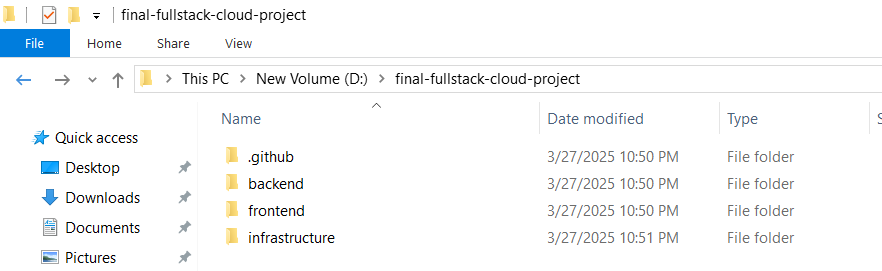 final-fullstack-cloud-project
File Home Share View
This PC New Volume (D:) final-fullstack-cloud-project
Name Date modified Type S
Quick access
Desktop
Downloads
Documents
Pictures
.github 3/27/2025 10:50 PM File folder
backend 3/27/2025 10:50 PM File folder
frontend 3/27/2025 10:50 PM File folder
infrastructure 3/27/2025 10:51 PM File folder